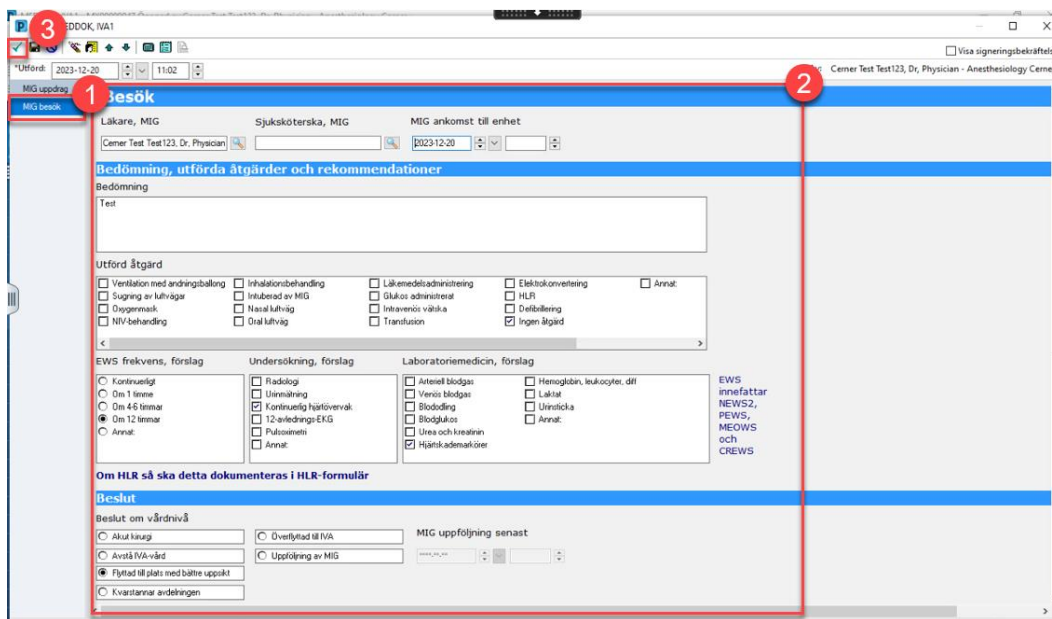 P
EDDOK, IVA1
3
Visa signeringsbekräftels
*Utförd: 2023-12-20 11:02
Cerner Test Test123, Dr, Physician - Anesthesiology Cerne
MIG uppdrag
MIG besök
1
2
Besök
Läkare, MIG Sjuksköterska, MIG MIG ankomst till enhet
Cerner Test Test123, Dr, Physician 2023-12-20
Bedömning, utförda åtgärder och rekommendationer
Bedömning
Test
Utförd åtgärd
Ventilation med andningsballong Inhalationsbehandling Läkemedelsadministrering Elektrokonvertering Annat:
Sugning av luftvägar Intuberad av MIG Glukos administrerat HLR
Oxygenmask Nasal luftväg Intravenös vätska Defibrillering
NIV-behandling Oral luftväg Transfusion Ingen åtgärd
EWS frekvens, förslag Undersökning, förslag Laboratoriemedicin, förslag
Kontinuerligt Radiologi Arteriell blodgas Hemoglobin, leukocyter, diff
Om 1 timme Urinmätning Venös blodgas Laktat
Om 4-6 timmar Kontinuerlig hjärtövervak Blododling Urinsticka
Om 12 timmar 12-avlednings-EKG Blodglukos Annat:
Annat: Pulsoximetri Urea och kreatinin
Annat: Hjärtskademarkörer
EWS
innefattar
NEWS2,
PEWS,
MEOWS
och
CREWS
Om HLR så ska detta dokumenteras i HLR-formulär
Beslut
Beslut om vårdnivå
Akut kirurgi Överflyttad till IVA MIG uppföljning senast
Avstå IVA-vård Uppföljning av MIG ****-**-**
Flyttad till plats med bättre uppsikt
Kvarstannar avdelningen